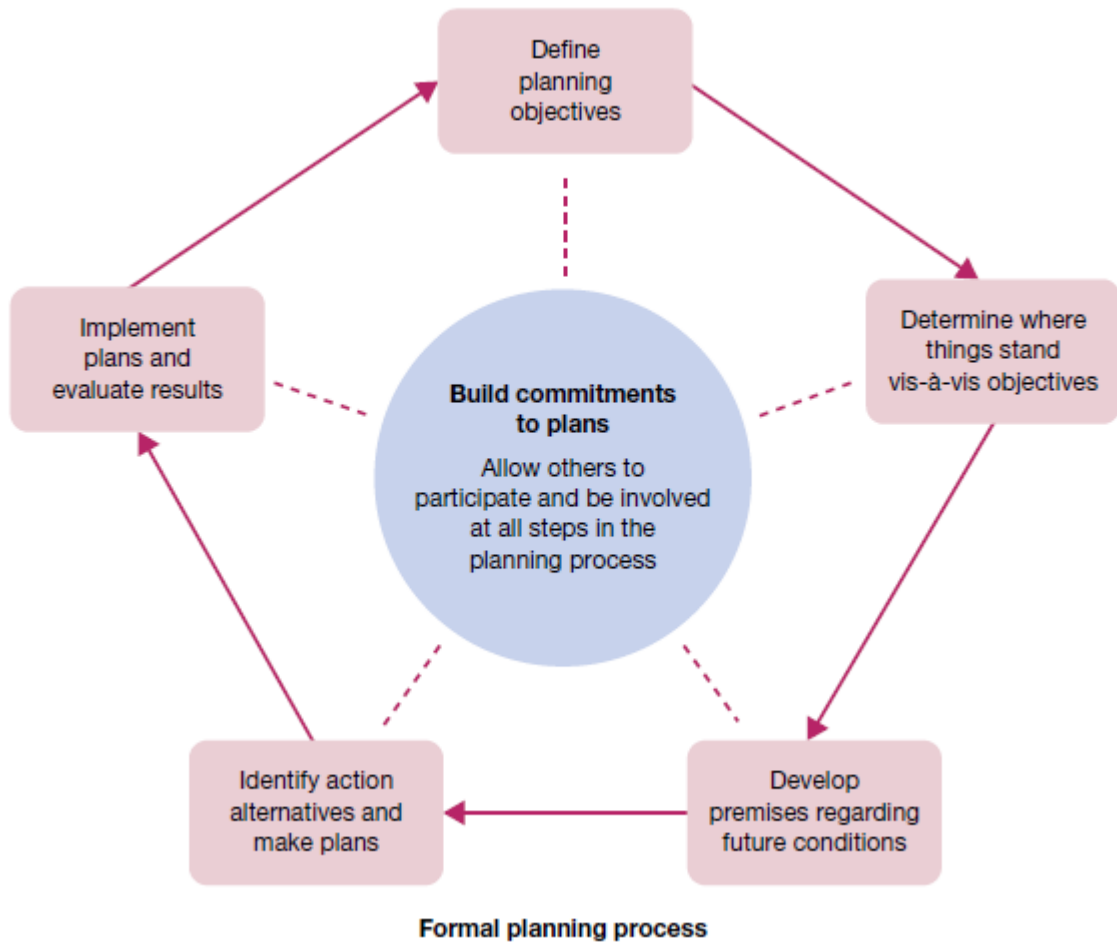 Define
planning
objectives
Implement
plans and
evaluate results
Determine where
things stand
vis-à-vis objectives
Build commitments
to plans
Allow others to
participate and be involved
at all steps in the
planning process
Identify action
alternatives and
make plans
Develop
premises regarding
future conditions
Formal planning process